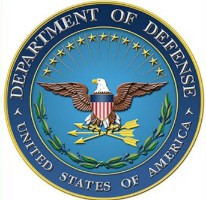 DEPARTMENT OF DEFENSE
UNITED STATES OF AMERICA